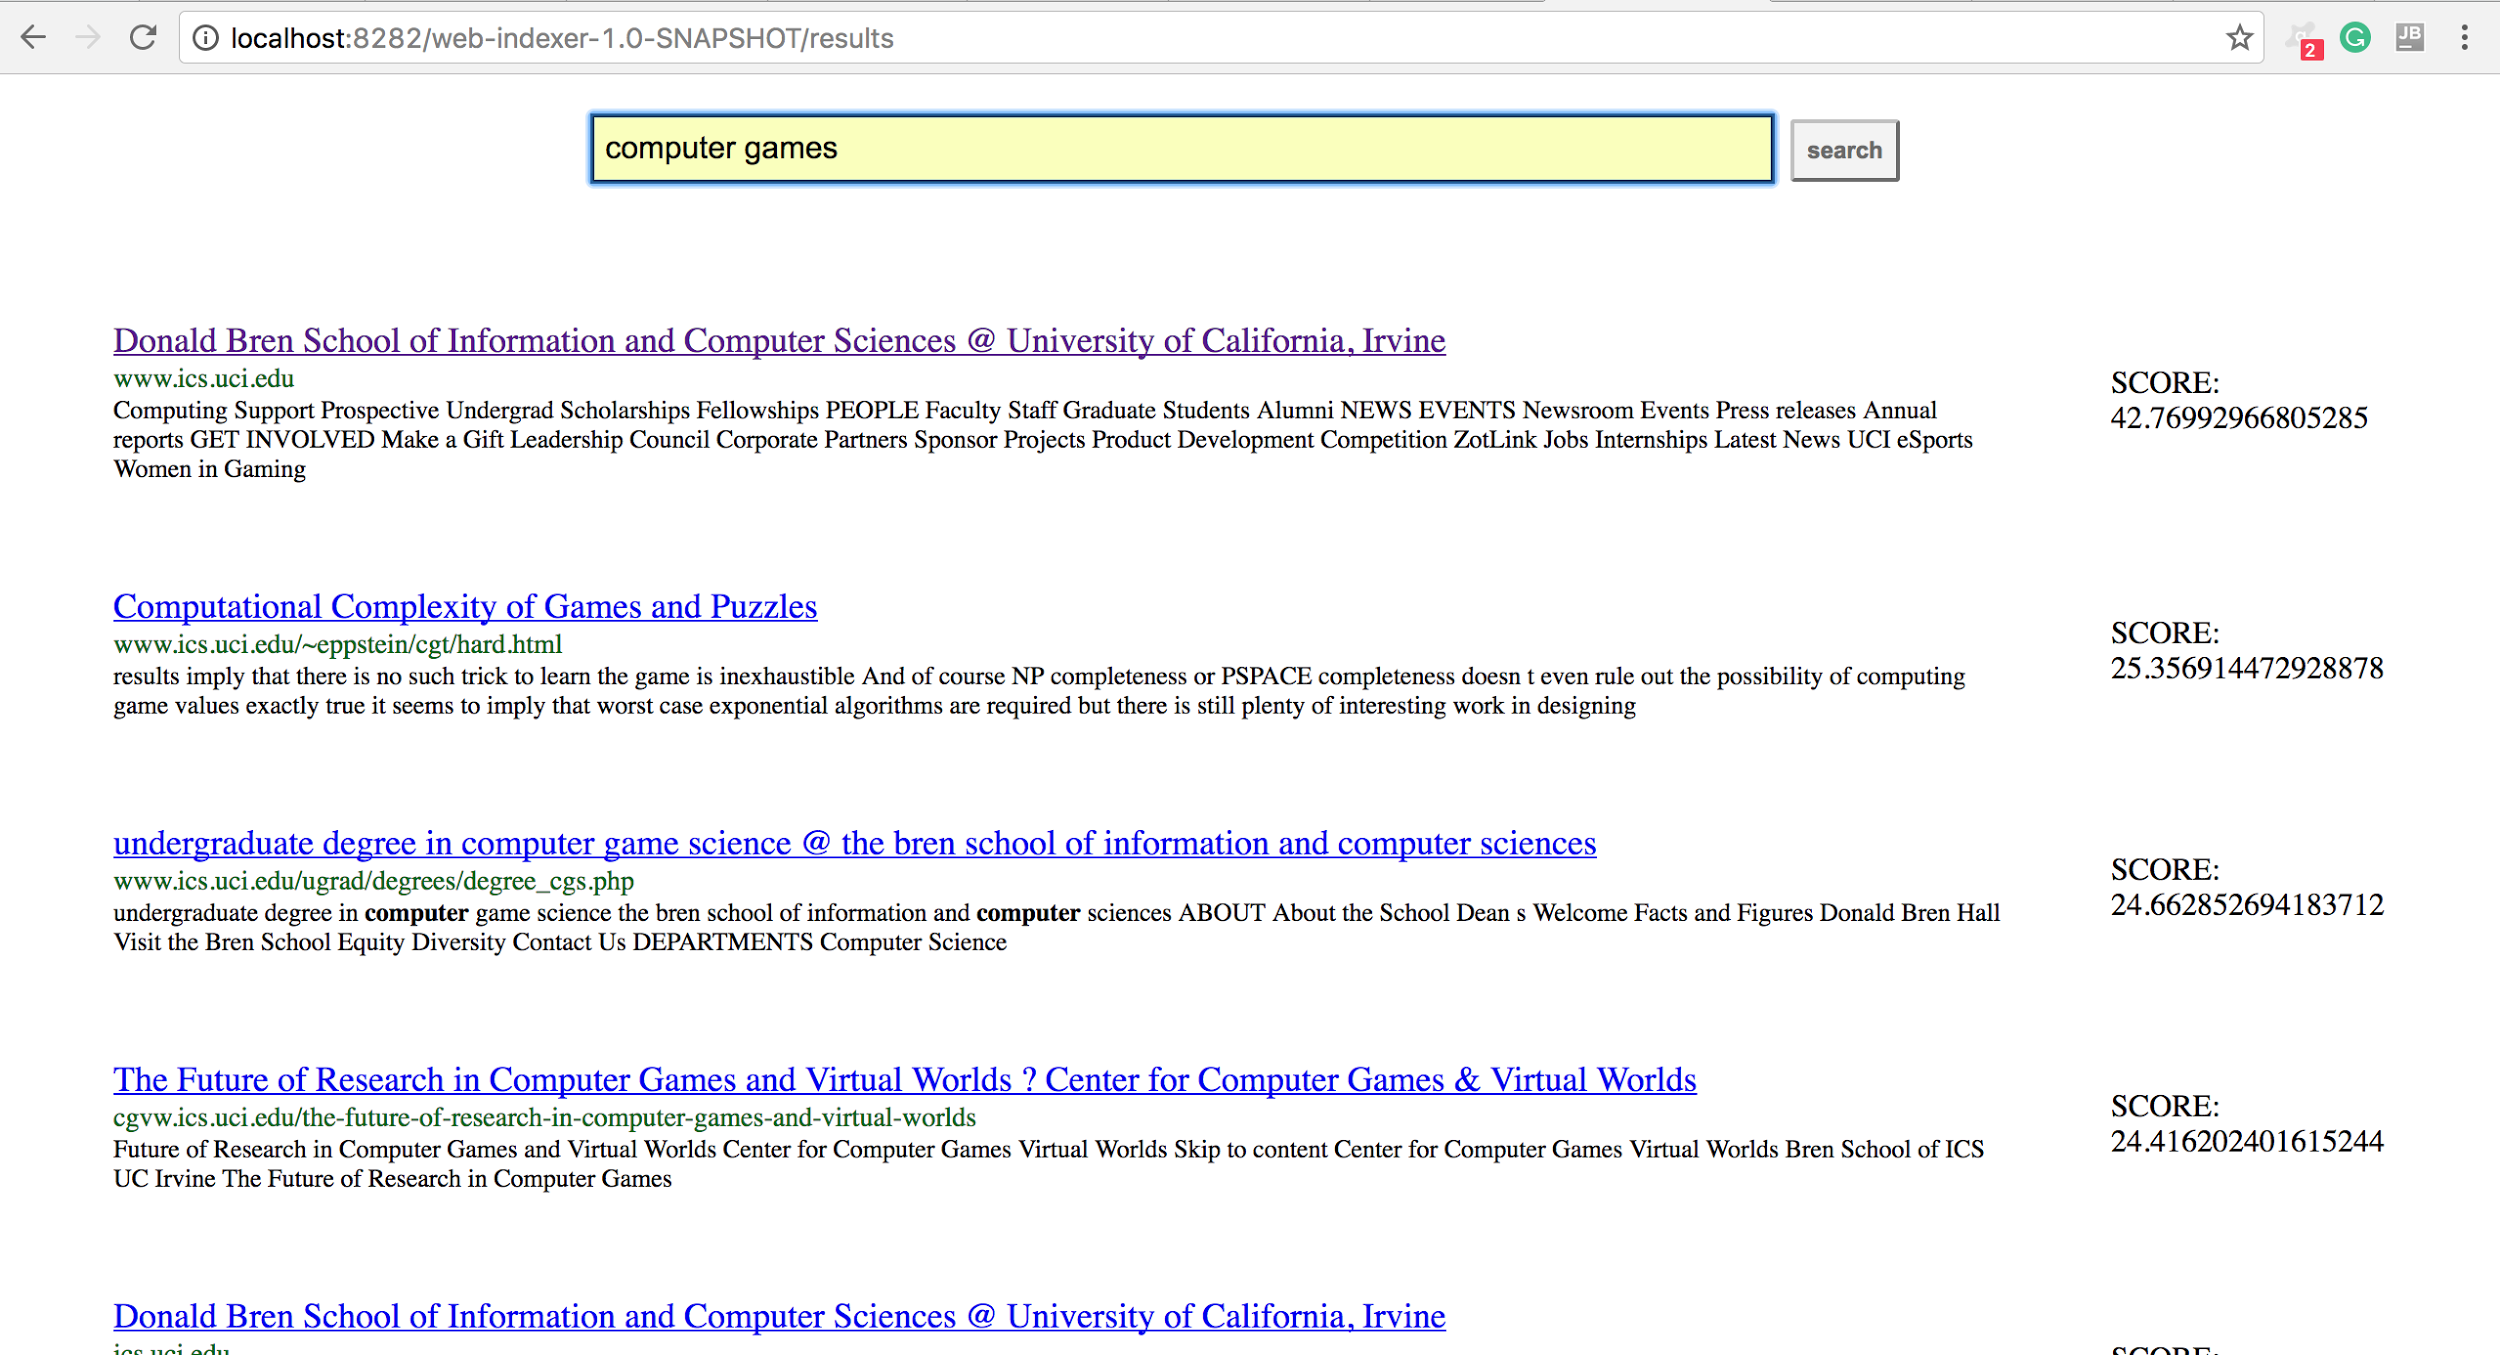 localhost:8282/web-indexer-1.0-SNAPSHOT/results
2
G
JB
computer games
search
Donald Bren School of Information and Computer Sciences @ University of California, Irvine
www.ics.uci.edu
Computing Support Prospective Undergrad Scholarships Fellowships PEOPLE Faculty Staff Graduate Students Alumni NEWS EVENTS Newsroom Events Press releases Annual
reports GET INVOLVED Make a Gift Leadership Council Corporate Partners Sponsor Projects Product Development Competition ZotLink Jobs Internships Latest News UCI eSports
Women in Gaming
SCORE:
42.76992966805285
Computational Complexity of Games and Puzzles
www.ics.uci.edu/~eppstein/cgt/hard.html
results imply that there is no such trick to learn the game is inexhaustible And of course NP completeness or PSPACE completeness doesn t even rule out the possibility of computing
game values exactly true it seems to imply that worst case exponential algorithms are required but there is still plenty of interesting work in designing
SCORE:
25.356914472928878
undergraduate degree in computer game science @ the bren school of information and computer sciences
www.ics.uci.edu/ugrad/degrees/degree_cgs.php
undergraduate degree in computer game science the bren school of information and computer sciences ABOUT About the School Dean s Welcome Facts and Figures Donald Bren Hall
Visit the Bren School Equity Diversity Contact Us DEPARTMENTS Computer Science
SCORE:
24.662852694183712
The Future of Research in Computer Games and Virtual Worlds ? Center for Computer Games & Virtual Worlds
cgvw.ics.uci.edu/the-future-of-research-in-computer-games-and-virtual-worlds
Future of Research in Computer Games and Virtual Worlds Center for Computer Games Virtual Worlds Skip to content Center for Computer Games Virtual Worlds Bren School of ICS
UC Irvine The Future of Research in Computer Games
SCORE:
24.416202401615244
Donald Bren School of Information and Computer Sciences @ University of California, Irvine
ics.uci.edu
SCORE: